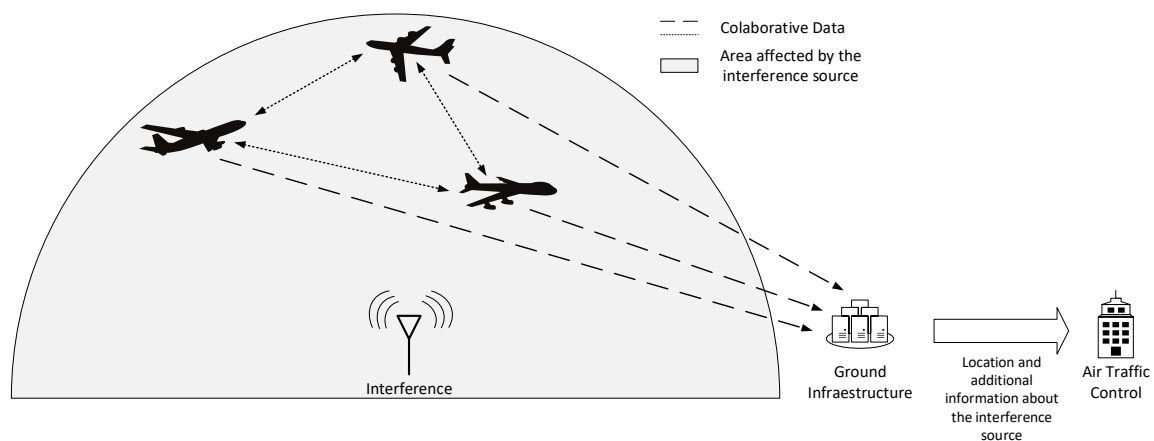 Colaborative Data
Area affected by the
interference source
Interference
Ground
Infraestructure
Location and
additional
information about
the interference
source
Air Traffic
Control